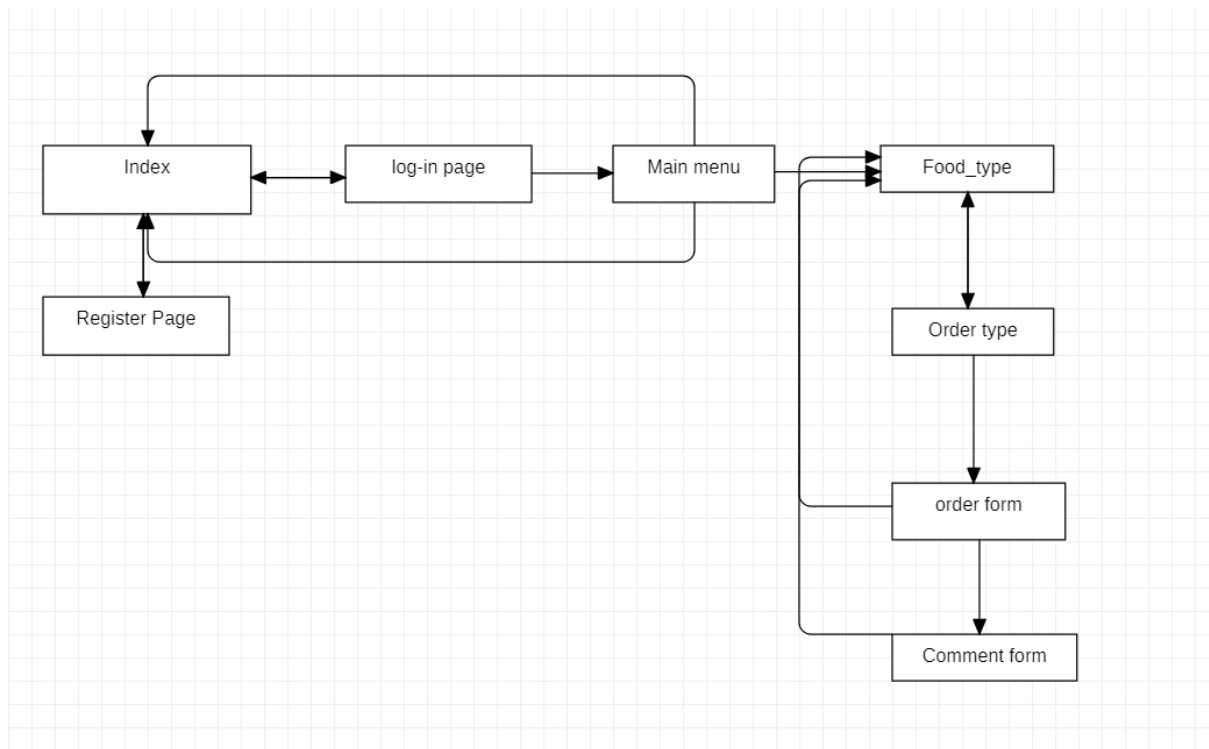 Index
log-in page
Main menu
Food_type
Register Page
Order type
order form
Comment form